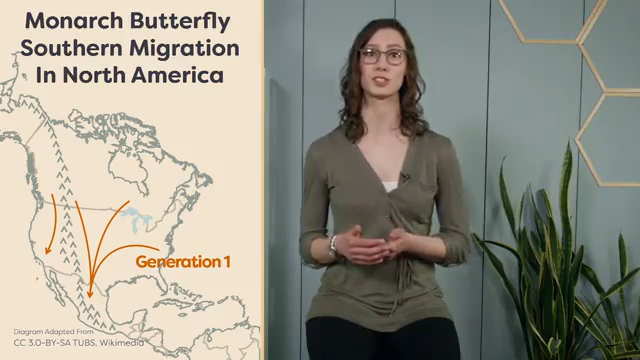 Monarch Butterfly
Southern Migration
In North America
Generation 1
Diagram Adapted From
CC 3.0-BY-SA TUBS, Wikimedia